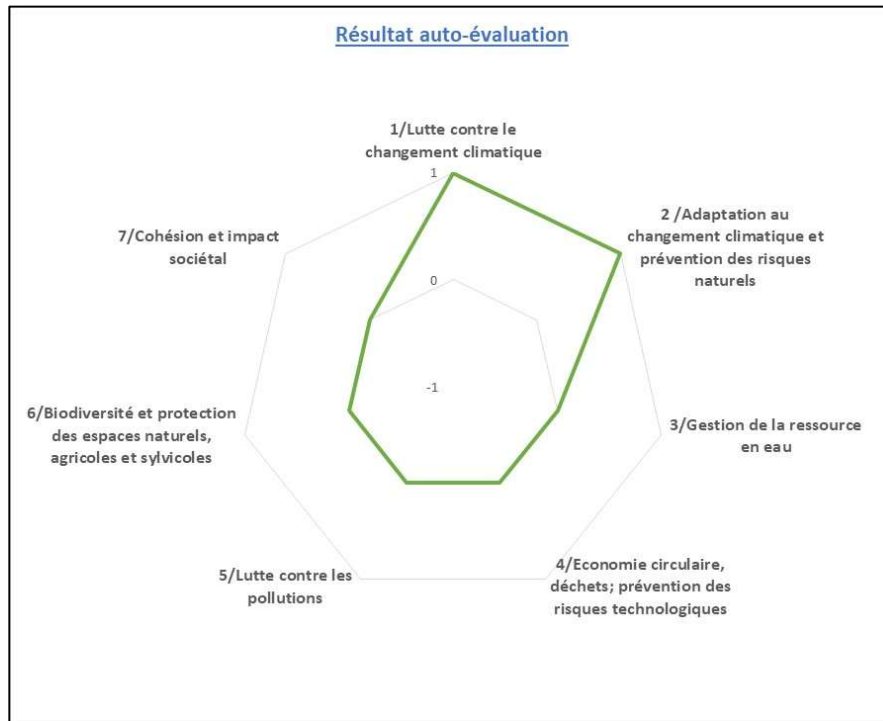 Résultat auto-évaluation
1/Lutte contre le
changement climatique
1
2 /Adaptation au
changement climatique et
prévention des risques
naturels
7/Cohésion et impact
sociétal
0
-1
6/Biodiversité et protection
des espaces naturels,
agricoles et sylvicoles
3/Gestion de la ressource
en eau
5/Lutte contre les
pollutions
4/Economie circulaire,
déchets; prévention des
risques technologiques